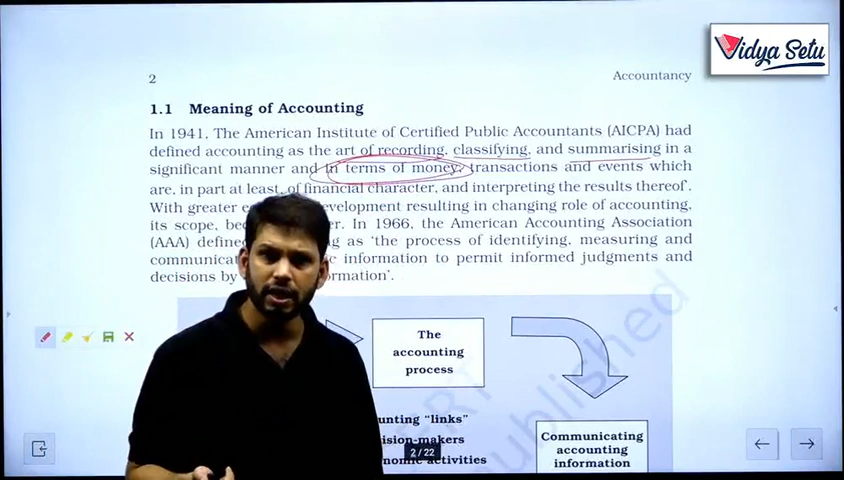 Vidya Setu
2
Accountancy
1.1 Meaning of Accounting
In 1941, The American Institute of Certified Public Accountants (AICPA) had
defined accounting as the art of recording, classifying, and summarising in a
significant manner and in terms of money, transactions and events which
are, in part at least, of financial character, and interpreting the results thereof'.
With greater development resulting in changing role of accounting,
its scope, In 1966, the American Accounting Association
(AAA) as 'the process of identifying, measuring and
information to permit informed judgments and
decisions by
The
accounting
process
"links"
2 / 22
activities
Communicating
accounting
information
published